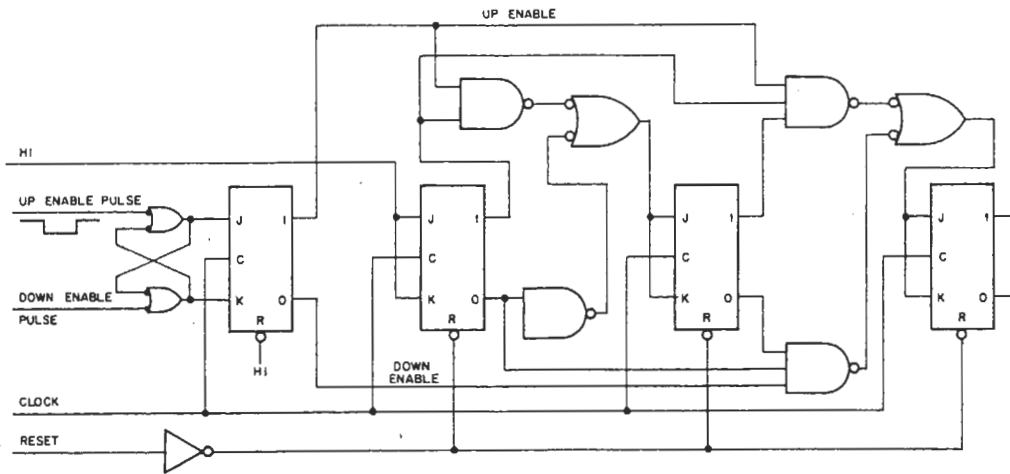 UP ENABLE
HI
UP ENABLE PULSE
DOWN ENABLE
PULSE
J 1
C
K 0
R
HI
J 1
C
K 0
R
J 1
C
K 0
R
J 1
C
K 0
R
DOWN
ENABLE
CLOCK
RESET